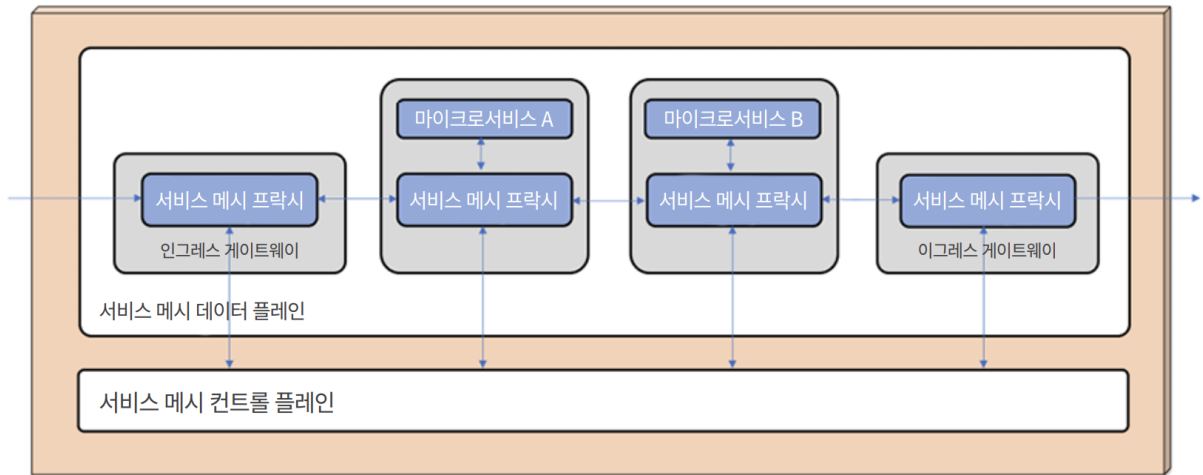 마이크로서비스 A
마이크로서비스 B
서비스 메시 프락시
서비스 메시 프락시
서비스 메시 프락시
서비스 메시 프락시
인그레스 게이트웨이
이그레스 게이트웨이
서비스 메시 데이터 플레인
서비스 메시 컨트롤 플레인